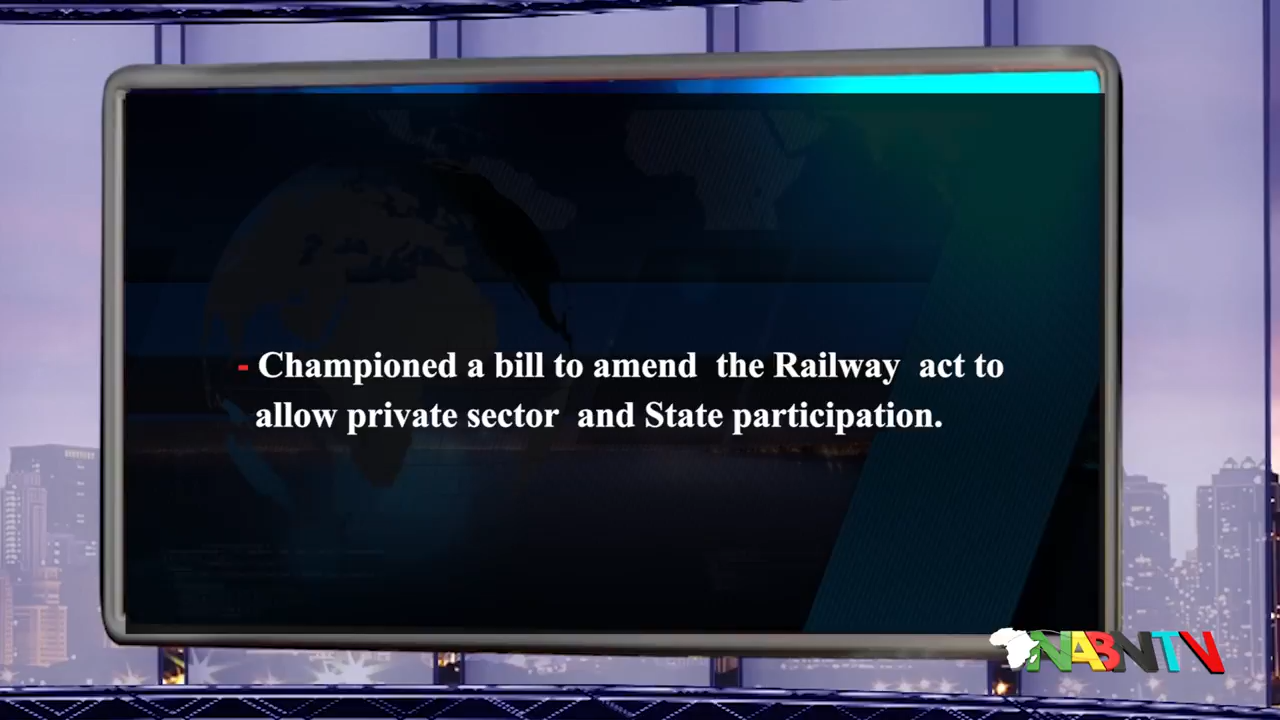 - Championed a bill to amend the Railway act to
allow private sector and State participation.
NABNTV